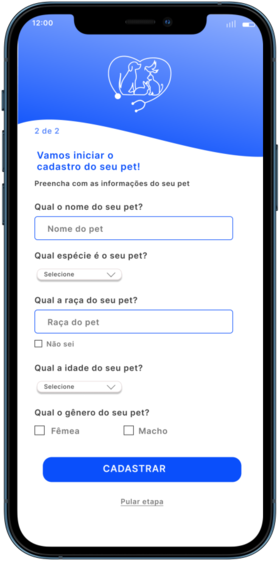 12:00
2 de 2
Vamos iniciar o
cadastro do seu pet!
Preencha com as informações do seu pet
Qual o nome do seu pet?
Nome do pet
Qual espécie é o seu pet?
Selecione
Qual a raça do seu pet?
Raça do pet
Não sei
Qual a idade do seu pet?
Selecione
Qual o gênero do seu pet?
Fêmea Macho
CADASTRAR
Pular etapa